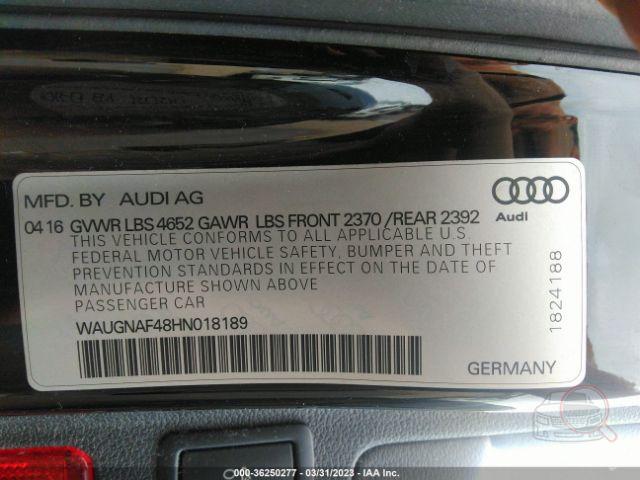 MFD. BY AUDI AG
Audi
04 16 GVWR LBS 4652 GAWR LBS FRONT 2370 /REAR 2392
THIS VEHICLE CONFORMS TO ALL APPLICABLE U.S.
FEDERAL MOTOR VEHICLE SAFETY, BUMPER AND THEFT
PREVENTION STANDARDS IN EFFECT ON THE DATE OF
MANUFACTURE SHOWN ABOVE
PASSENGER CAR
1824188
WAUGNAF48HN018189
GERMANY
000-36250277 - 03/31/2023 - IAA Inc.